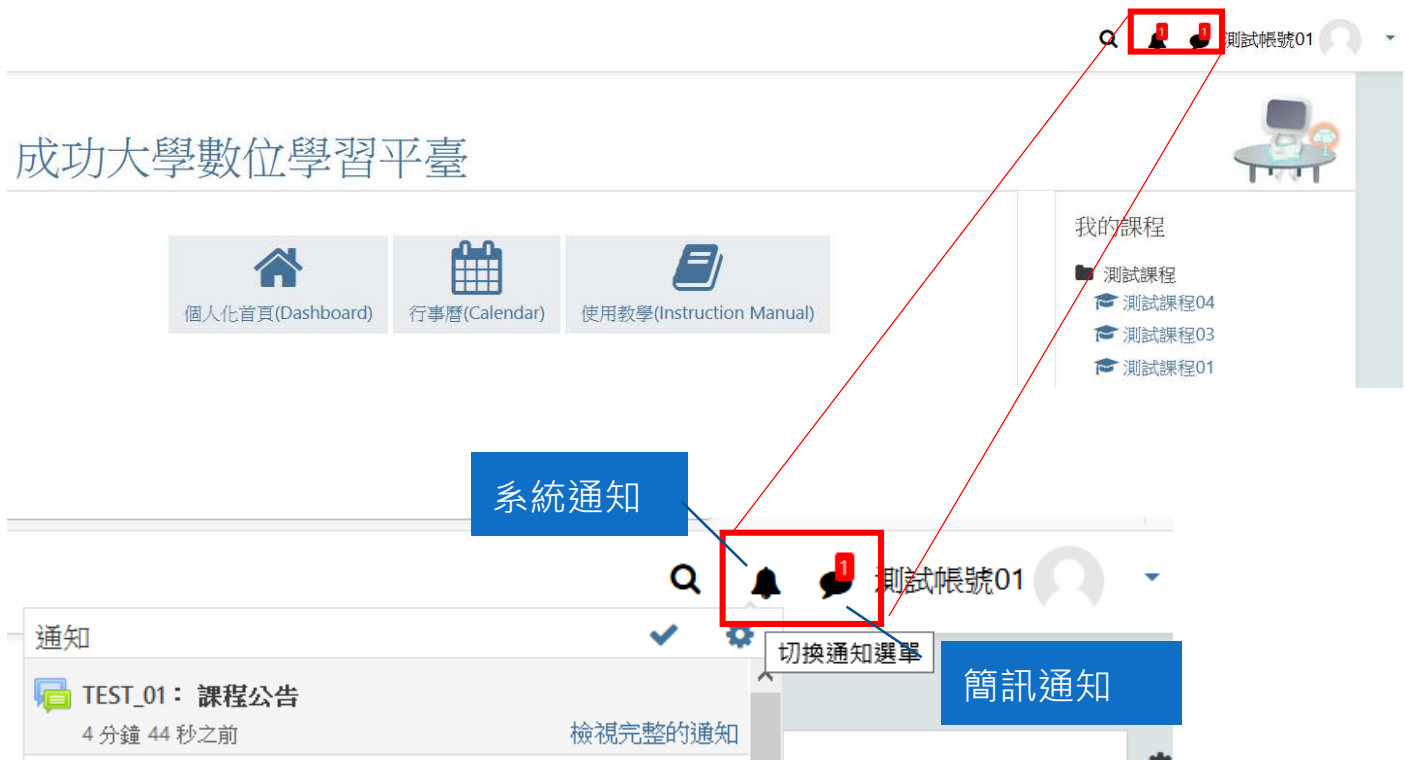 1
1
測試帳號01
成功大學數位學習平臺
我的課程
測試課程
測試課程04
測試課程03
測試課程01
個人化首頁(Dashboard)
行事曆(Calendar)
使用教學(Instruction Manual)
系統通知
1
測試帳號01
通知
切換通知選單
簡訊通知
TEST_01： 課程公告
4 分鐘 44 秒之前
檢視完整的通知